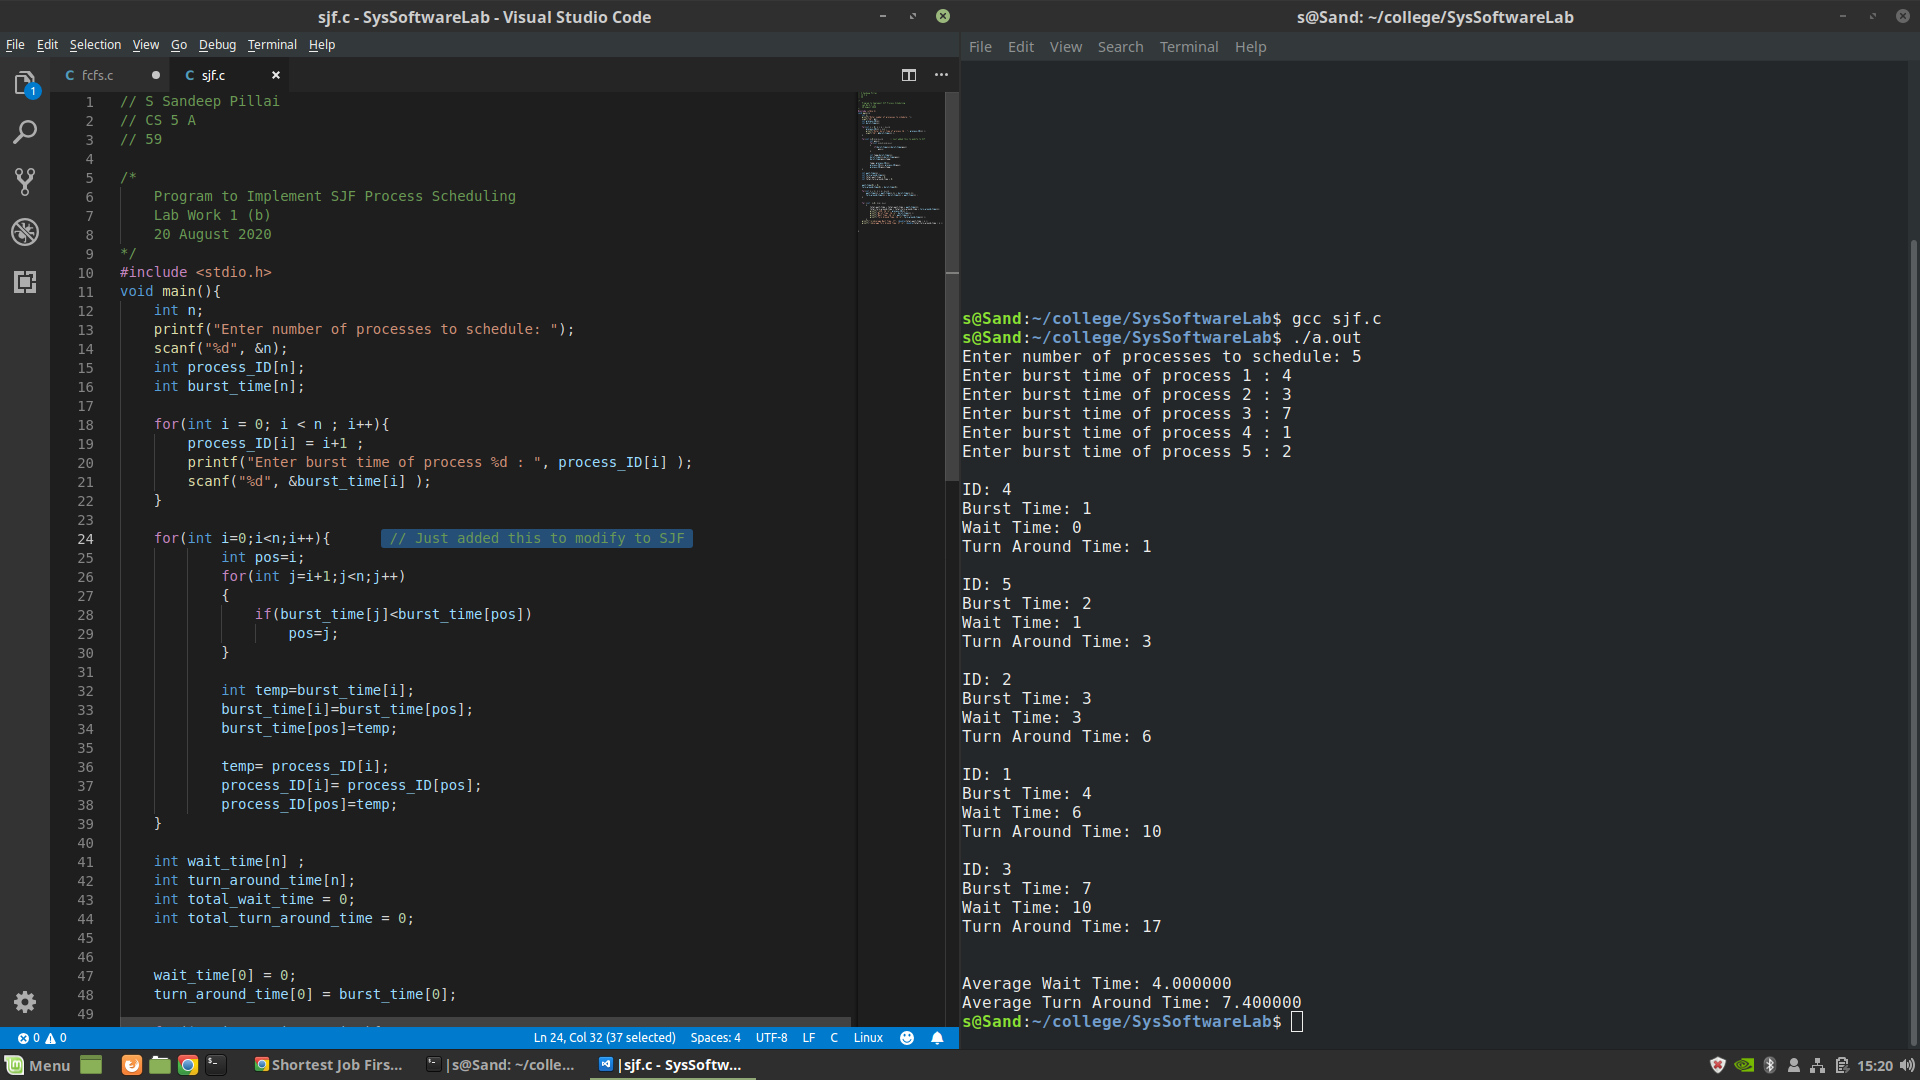 sjf.c - SysSoftwareLab - Visual Studio Code
File Edit Selection View Go Debug Terminal Help
C fcfs.c
C sjf.c
1
1 // S Sandeep Pillai
2 // CS 5 A
3 // 59
4
5 /*
6 Program to Implement SJF Process Scheduling
7 Lab Work 1 (b)
8 20 August 2020
9 */
10 #include <stdio.h>
11 void main(){
12 int n;
13 printf("Enter number of processes to schedule: ");
14 scanf("%d", &n);
15 int process_ID[n];
16 int burst_time[n];
17
18 for(int i = 0; i < n ; i++){
19 process_ID[i] = i+1 ;
20 printf("Enter burst time of process %d : ", process_ID[i] );
21 scanf("%d", &burst_time[i] );
22 }
23
24 for(int i=0;i<n;i++){ // Just added this to modify to SJF
25 int pos=i;
26 for(int j=i+1;j<n;j++)
27 {
28 if(burst_time[j]<burst_time[pos])
29 pos=j;
30 }
31
32 int temp=burst_time[i];
33 burst_time[i]=burst_time[pos];
34 burst_time[pos]=temp;
35
36 temp= process_ID[i];
37 process_ID[i]= process_ID[pos];
38 process_ID[pos]=temp;
39 }
40
41 int wait_time[n] ;
42 int turn_around_time[n];
43 int total_wait_time = 0;
44 int total_turn_around_time = 0;
45
46
47 wait_time[0] = 0;
48 turn_around_time[0] = burst_time[0];
49
0 0 Ln 24, Col 32 (37 selected) Spaces: 4 UTF-8 LF C Linux
s@Sand: ~/college/SysSoftwareLab
File Edit View Search Terminal Help
s@Sand:~/college/SysSoftwareLab$ gcc sjf.c
s@Sand:~/college/SysSoftwareLab$ ./a.out
Enter number of processes to schedule: 5
Enter burst time of process 1 : 4
Enter burst time of process 2 : 3
Enter burst time of process 3 : 7
Enter burst time of process 4 : 1
Enter burst time of process 5 : 2
ID: 4
Burst Time: 1
Wait Time: 0
Turn Around Time: 1
ID: 5
Burst Time: 2
Wait Time: 1
Turn Around Time: 3
ID: 2
Burst Time: 3
Wait Time: 3
Turn Around Time: 6
ID: 1
Burst Time: 4
Wait Time: 6
Turn Around Time: 10
ID: 3
Burst Time: 7
Wait Time: 10
Turn Around Time: 17
Average Wait Time: 4.000000
Average Turn Around Time: 7.400000
s@Sand:~/college/SysSoftwareLab$
Menu Shortest Job Firs... |s@Sand: ~/colle... |sjf.c - SysSoftw... 15:20